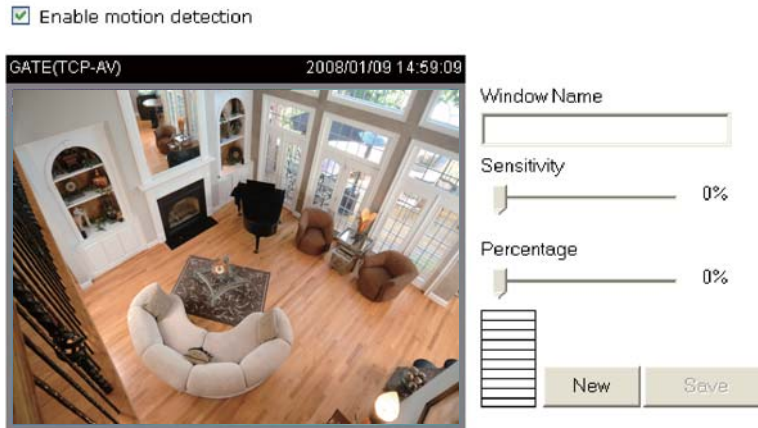 Enable motion detection
GATE(TCP-AV) 2008/01/09 14:59:09
Window Name
Sensitivity
0%
Percentage
0%
New
Save